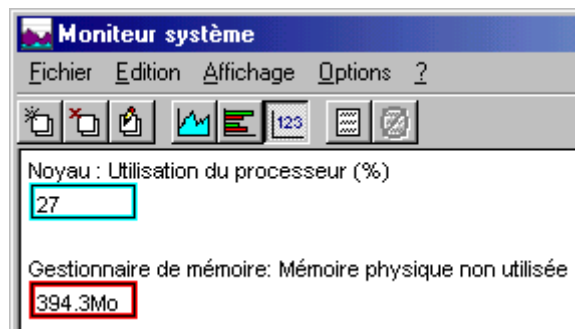 Moniteur système
Fichier Edition Affichage Options ?
123
Noyau : Utilisation du processeur (%)
27
Gestionnaire de mémoire: Mémoire physique non utilisée
394.3Mo